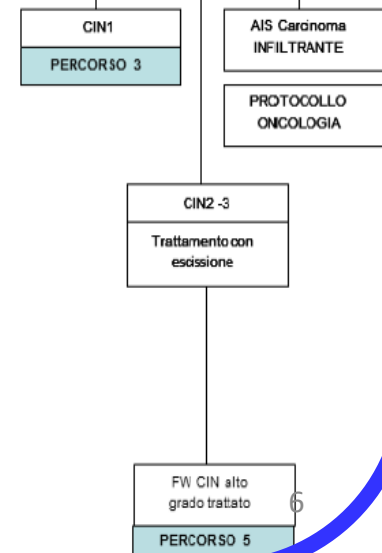 CIN1
PERCORSO 3
AIS Carcinoma
INFILTRANTE
PROTOCOLLO
ONCOLOGIA
CIN2 -3
Trattamento con
escissione
FW CIN alto
grado trattato
6
PERCORSO 5